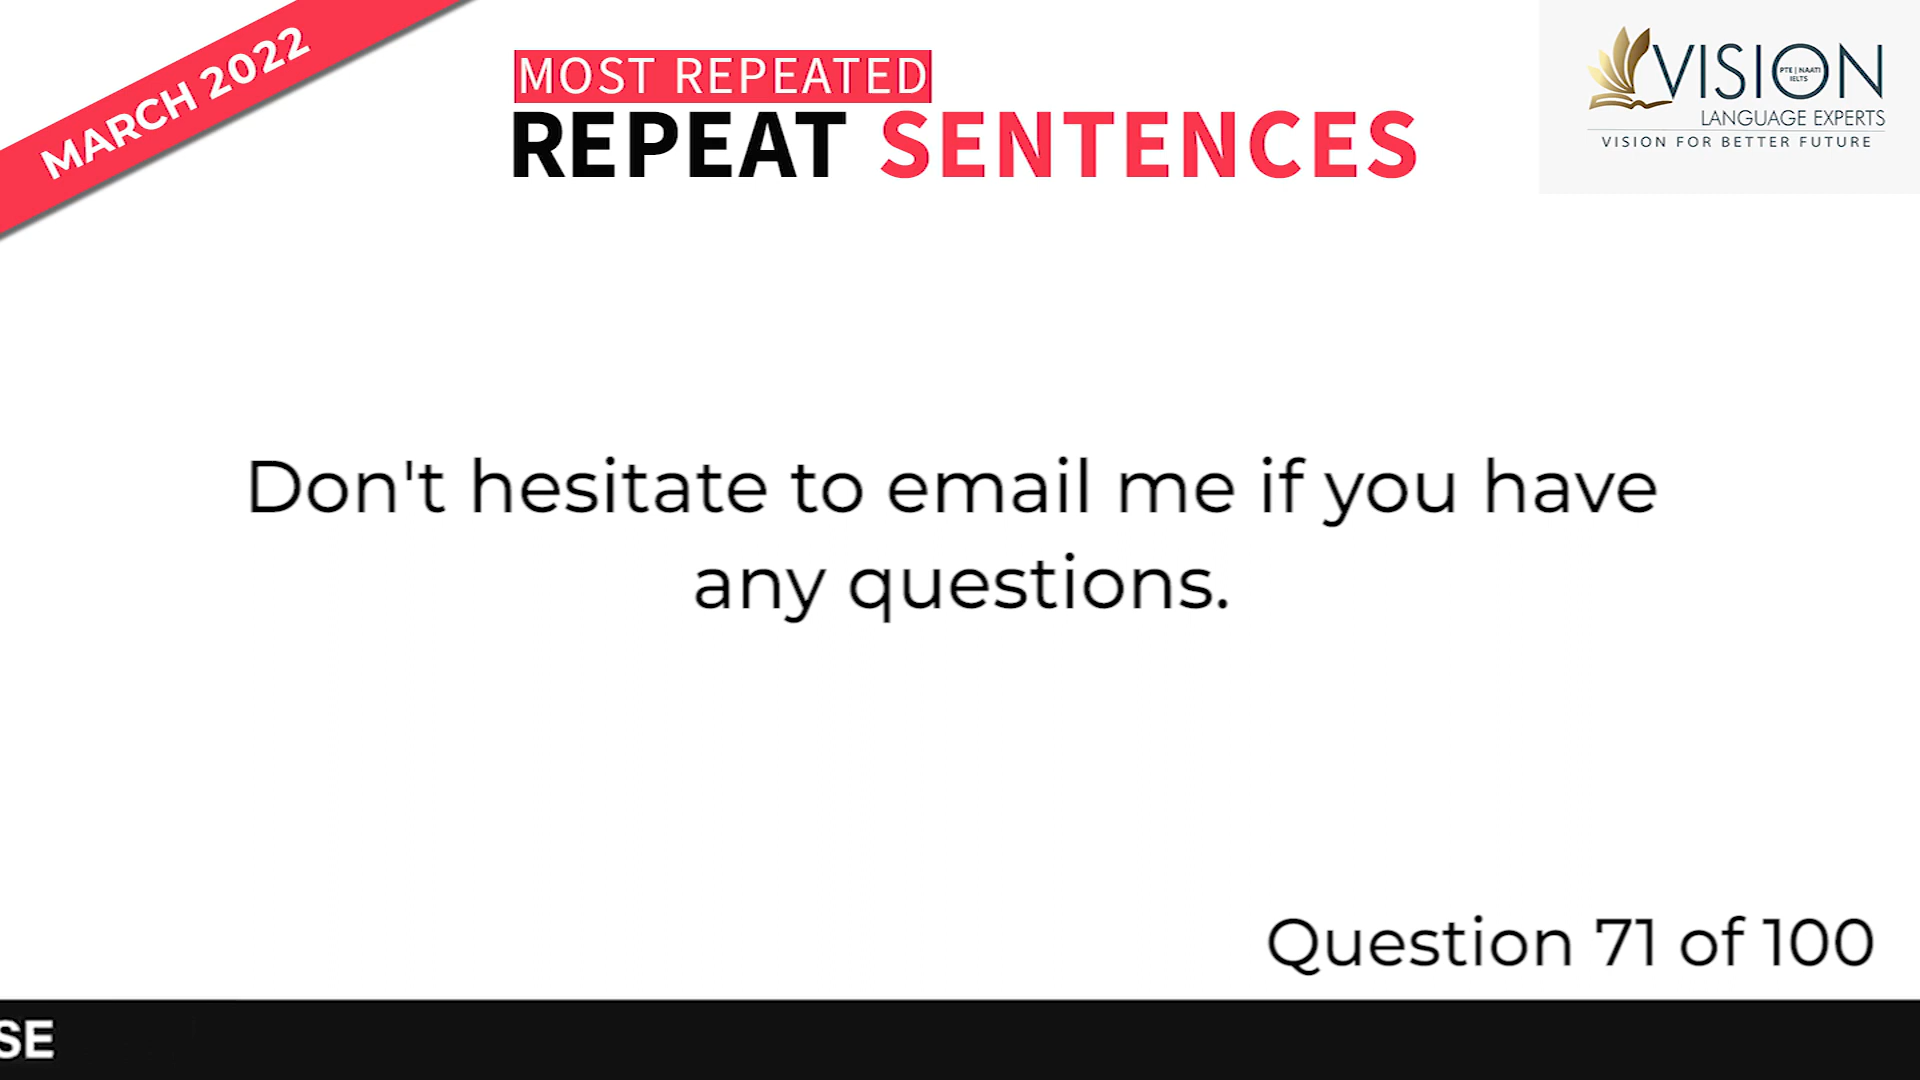 MARCH 2022
MOST REPEATED
REPEAT SENTENCES
VISION
PTE | NAATI
IELTS
LANGUAGE EXPERTS
VISION FOR BETTER FUTURE
Don't hesitate to email me if you have
any questions.
Question 71 of 100
SE